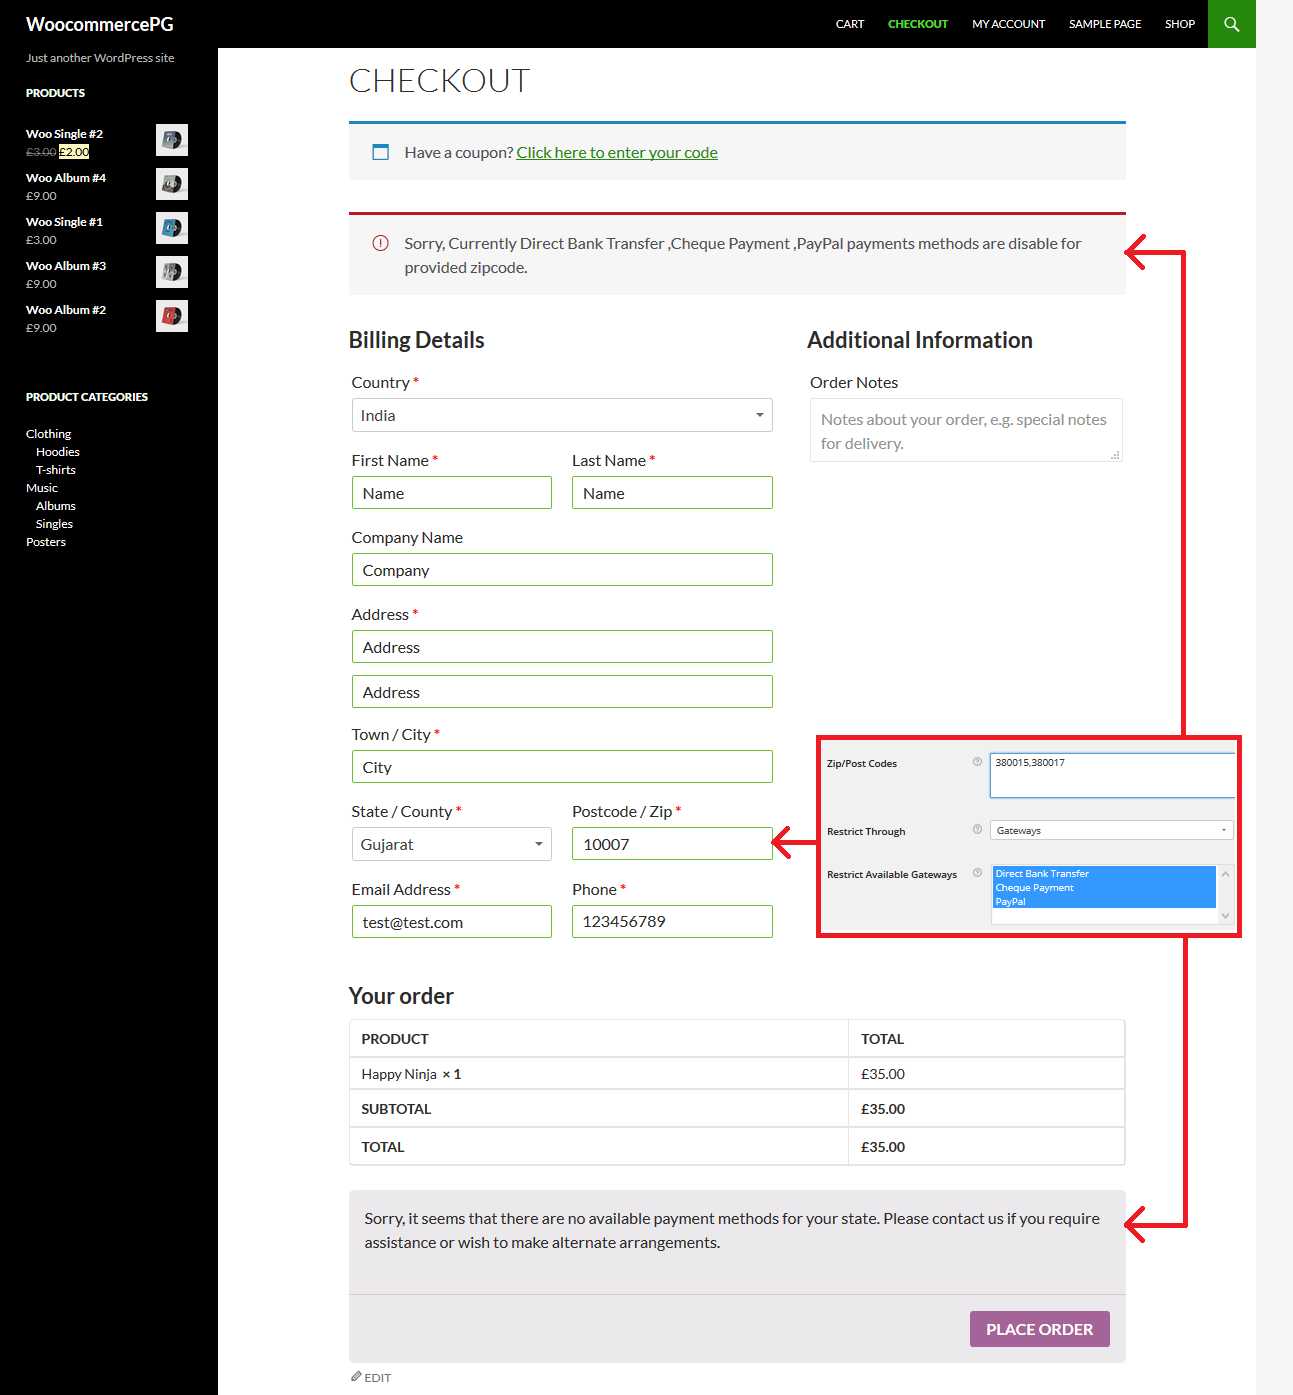 WoocommercePG
CART CHECKOUT MY ACCOUNT SAMPLE PAGE SHOP
Just another WordPress site
PRODUCTS
Woo Single #2
£3.00 £2.00
Woo Album #4
£9.00
Woo Single #1
£3.00
Woo Album #3
£9.00
Woo Album #2
£9.00
PRODUCT CATEGORIES
Clothing
Hoodies
T-shirts
Music
Albums
Singles
Posters
CHECKOUT
Have a coupon? Click here to enter your code
Sorry, Currently Direct Bank Transfer ,Cheque Payment ,PayPal payments methods are disable for
provided zipcode.
Billing Details
Country *
India
First Name * Last Name *
Name Name
Company Name
Company
Address *
Address
Address
Town / City *
City
State / County * Postcode / Zip *
Gujarat 10007
Email Address * Phone *
test@test.com 123456789
Additional Information
Order Notes
Notes about your order, e.g. special notes
for delivery.
Zip/Post Codes 380015,380017
Restrict Through Gateways
Restrict Available Gateways Direct Bank Transfer
Cheque Payment
PayPal
Your order
PRODUCT TOTAL
Happy Ninja × 1 £35.00
SUBTOTAL £35.00
TOTAL £35.00
Sorry, it seems that there are no available payment methods for your state. Please contact us if you require
assistance or wish to make alternate arrangements.
PLACE ORDER
EDIT